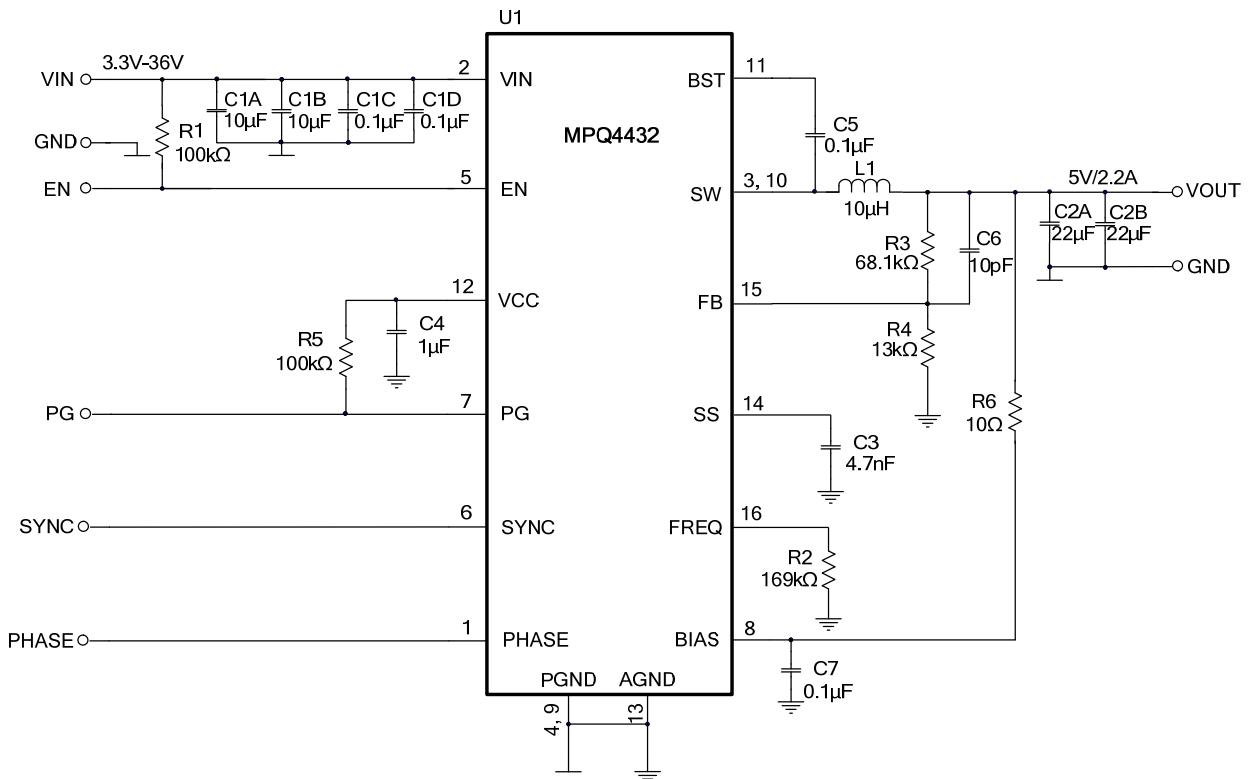 U1
VIN
3.3V-36V
2
VIN
C1A
10µF
C1B
10µF
C1C
0.1µF
C1D
0.1µF
GND
R1
100kΩ
EN
5
EN
MPQ4432
BST
11
C5
0.1µF
SW
3, 10
L1
10µH
5V/2.2A
VOUT
C2A
22µF
C2B
22µF
GND
R3
68.1kΩ
C6
10pF
12
VCC
C4
1µF
R5
100kΩ
FB
15
R4
13kΩ
PG
7
PG
SS
14
C3
4.7nF
R6
10Ω
SYNC
6
SYNC
FREQ
16
R2
169kΩ
PHASE
1
PHASE
BIAS
8
C7
0.1µF
PGND
AGND
4, 9
13